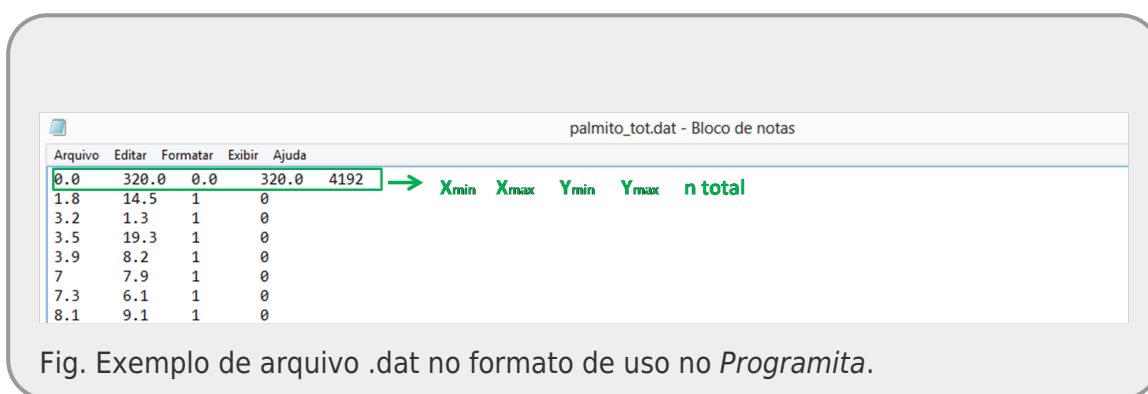 palmito_tot.dat - Bloco de notas
Arquivo Editar Formatar Exibir Ajuda
0.0 320.0 0.0 320.0 4192 Xmin Xmax Ymin Ymax n total
1.8 14.5 1 0
3.2 1.3 1 0
3.5 19.3 1 0
3.9 8.2 1 0
7 7.9 1 0
7.3 6.1 1 0
8.1 9.1 1 0
Fig. Exemplo de arquivo .dat no formato de uso no Programita.